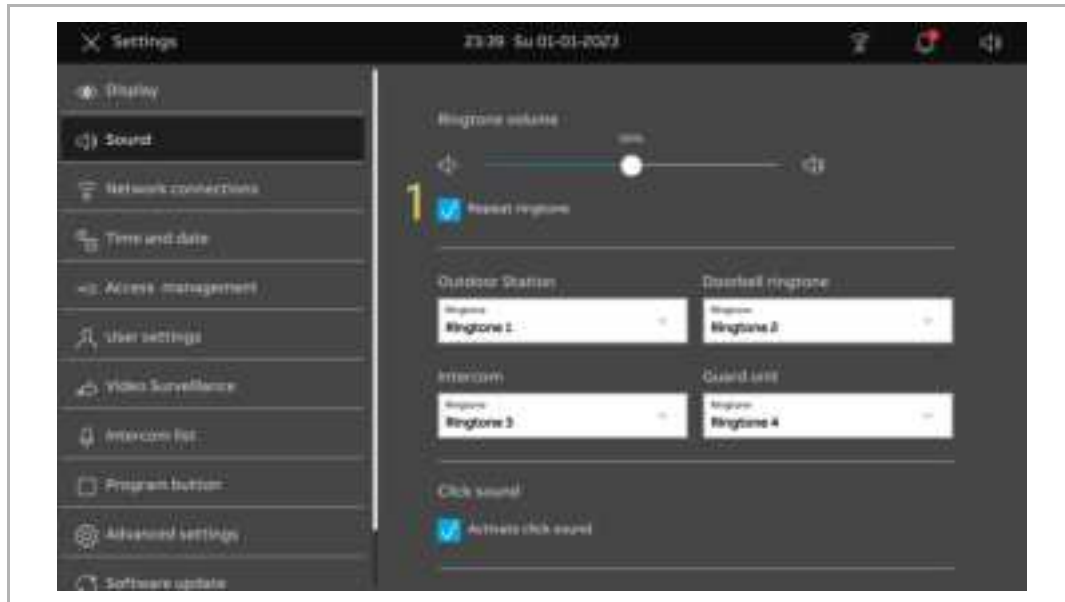 Settings
23:39 Su 01-01-2023
Display
Sound
Network connections
Time and date
Access management
User settings
Video Surveillance
Intercom list
Program button
Advanced settings
Software update
Ringtone volume
1
Repeat ringtone
Outdoor Station
Doorbell ringtone
Ringtone
Ringtone 1
Ringtone
Ringtone 2
Intercom
Guard unit
Ringtone
Ringtone 3
Ringtone
Ringtone 4
Click sound
Activate click sound